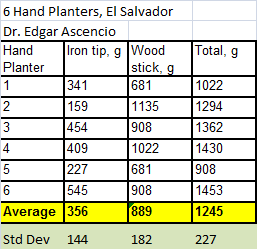 6 Hand Planters, El Salvador
Dr. Edgar Ascencio
Hand Planter Iron tip, g Wood stick, g Total, g
1 341 681 1022
2 159 1135 1294
3 454 908 1362
4 409 1022 1430
5 227 681 908
6 545 908 1453
Average 356 889 1245
Std Dev 144 182 227